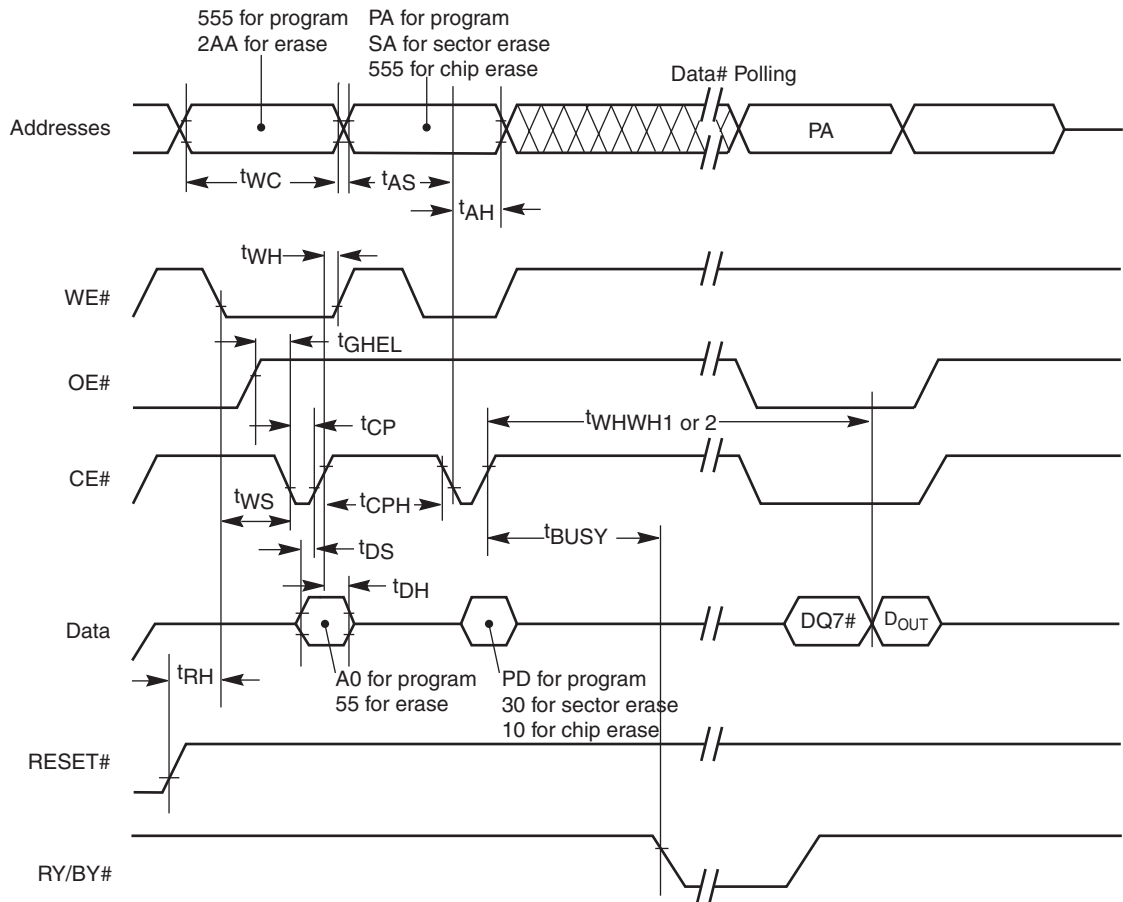 555 for program
2AA for erase
PA for program
SA for sector erase
555 for chip erase
Data# Polling
Addresses
PA
tWC
tAS
tAH
tWH
WE#
tGHEL
OE#
tCP
tWHWH1 or 2
CE#
tWS
tCPH
tBUSY
tDS
tDH
Data
DQ7#
DOUT
tRH
A0 for program
55 for erase
PD for program
30 for sector erase
10 for chip erase
RESET#
RY/BY#